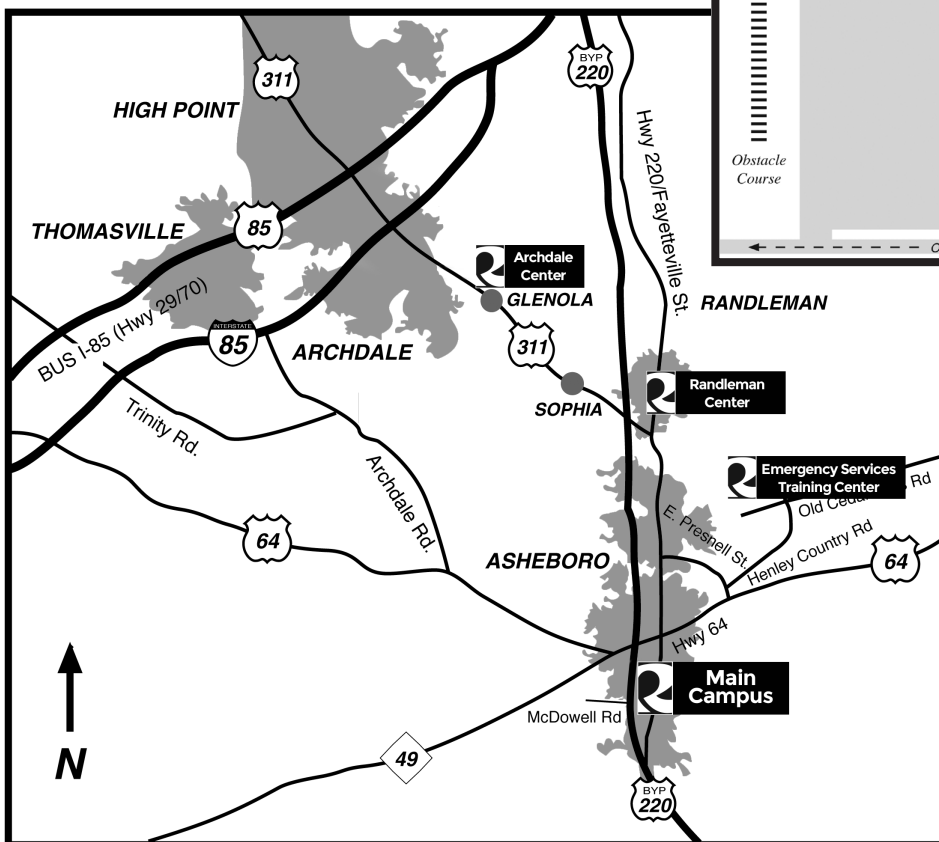 Obstacle
Course
311
BYP
220
HIGH POINT
Hwy 220/Fayetteville St.
THOMASVILLE
85
Archdale
Center
GLENOLA
RANDLEMAN
BUS I-85 (Hwy 29/70)
INTERSTATE
85
ARCHDALE
311
SOPHIA
Randleman
Center
Trinity Rd.
Archdale Rd.
Emergency Services
Training Center
Old Rd
64
E. Presnell St.
Henley Country Rd
64
ASHEBORO
Hwy 64
Main
Campus
McDowell Rd
N
49
BYP
220